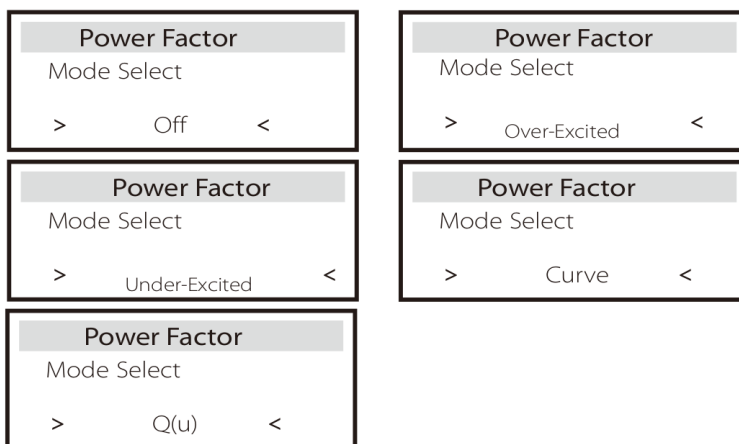 Power Factor
Mode Select
> Off <
Power Factor
Mode Select
> Over-Excited <
Power Factor
Mode Select
> Under-Excited <
Power Factor
Mode Select
> Curve <
Power Factor
Mode Select
> Q(u) <